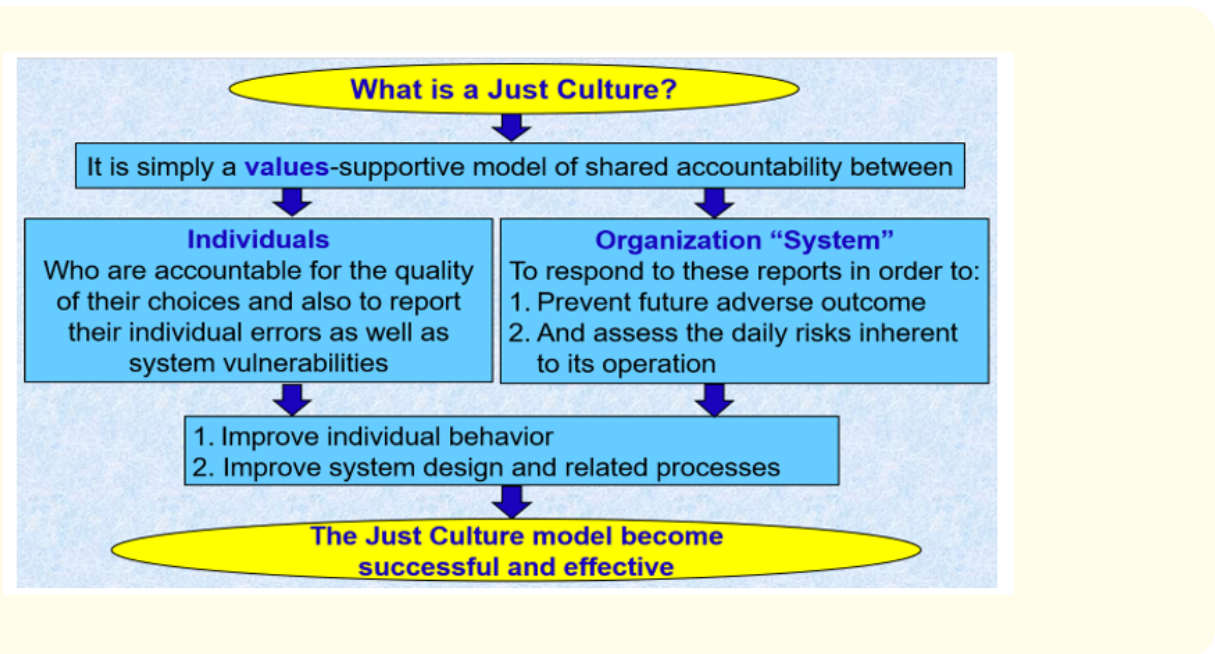 What is a Just Culture?
It is simply a values-supportive model of shared accountability between
Individuals
Who are accountable for the quality
of their choices and also to report
their individual errors as well as
system vulnerabilities
Organization “System”
To respond to these reports in order to:
1. Prevent future adverse outcome
2. And assess the daily risks inherent
to its operation
1. Improve individual behavior
2. Improve system design and related processes
The Just Culture model become
successful and effective